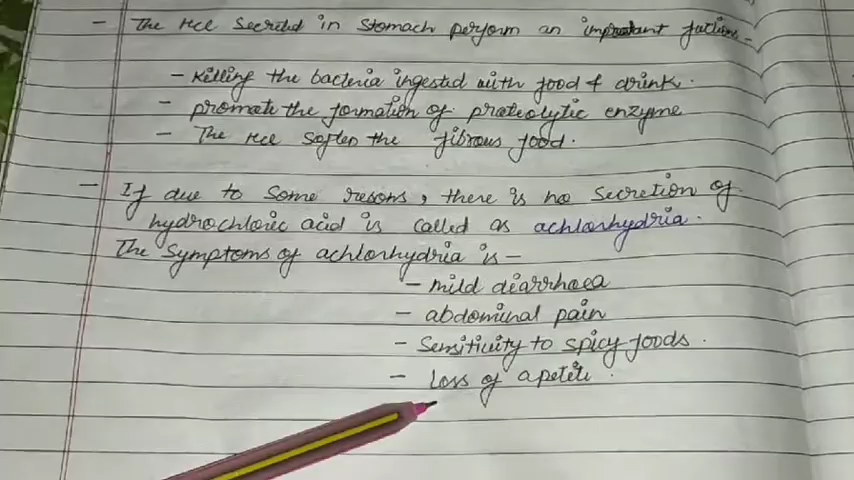 - The HCl Secreted in Stomach perform an important fuctions -
- Killing the bacteria ingested with food & drink.
- promate the formation of proteolytic enzyme
- The HCl Soften the fibrous food.
- If due to some resons, there is no secretion of
hydrochloric acid is called as achlorhydria.
The symptoms of achlorhydria is -
- mild diarrhoea
- abdominal pain
- Sensitivity to spicy foods.
- Loss of apetite.